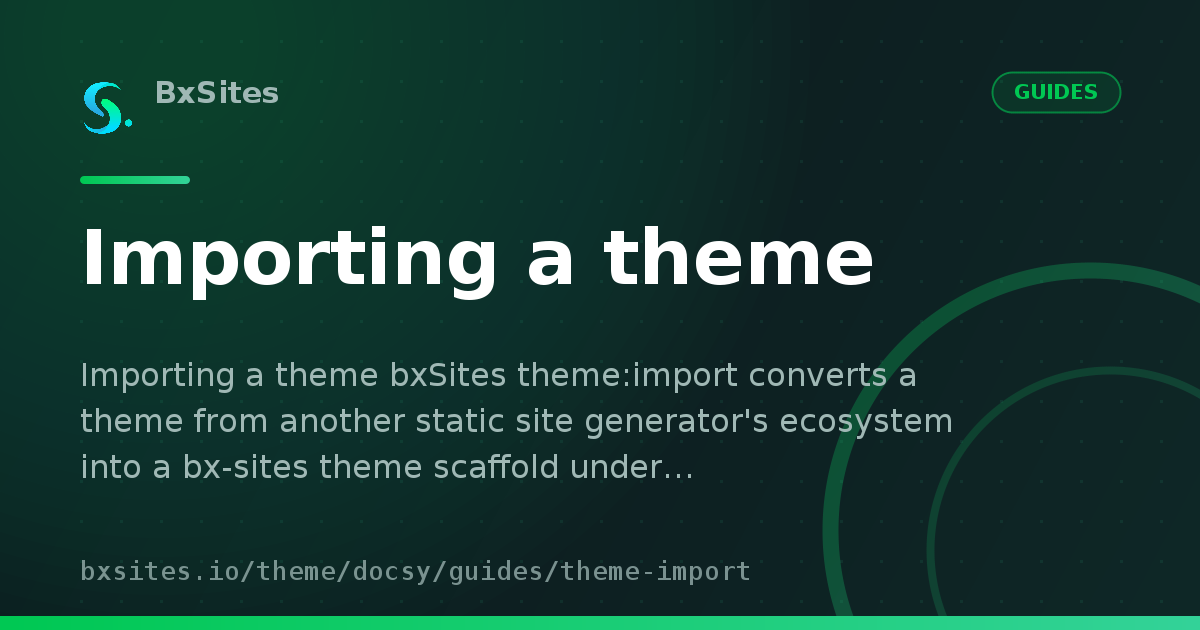 BxSites
GUIDES
Importing a theme
Importing a theme bxSites theme:import converts a
theme from another static site generator's ecosystem
into a bx-sites theme scaffold under...
bxsites.io/theme/docsy/guides/theme-import